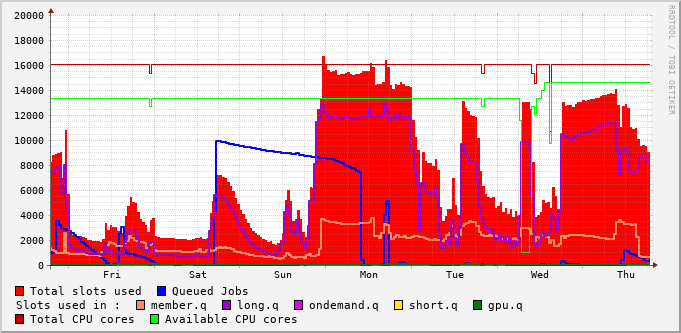 RRDTOOL / TOBI OETIKER
20000
18000
16000
14000
12000
10000
8000
6000
4000
2000
0
Fri Sat Sun Mon Tue Wed Thu
Total slots used Queued Jobs
Slots used in : member.q long.q ondemand.q short.q gpu.q
Total CPU cores Available CPU cores